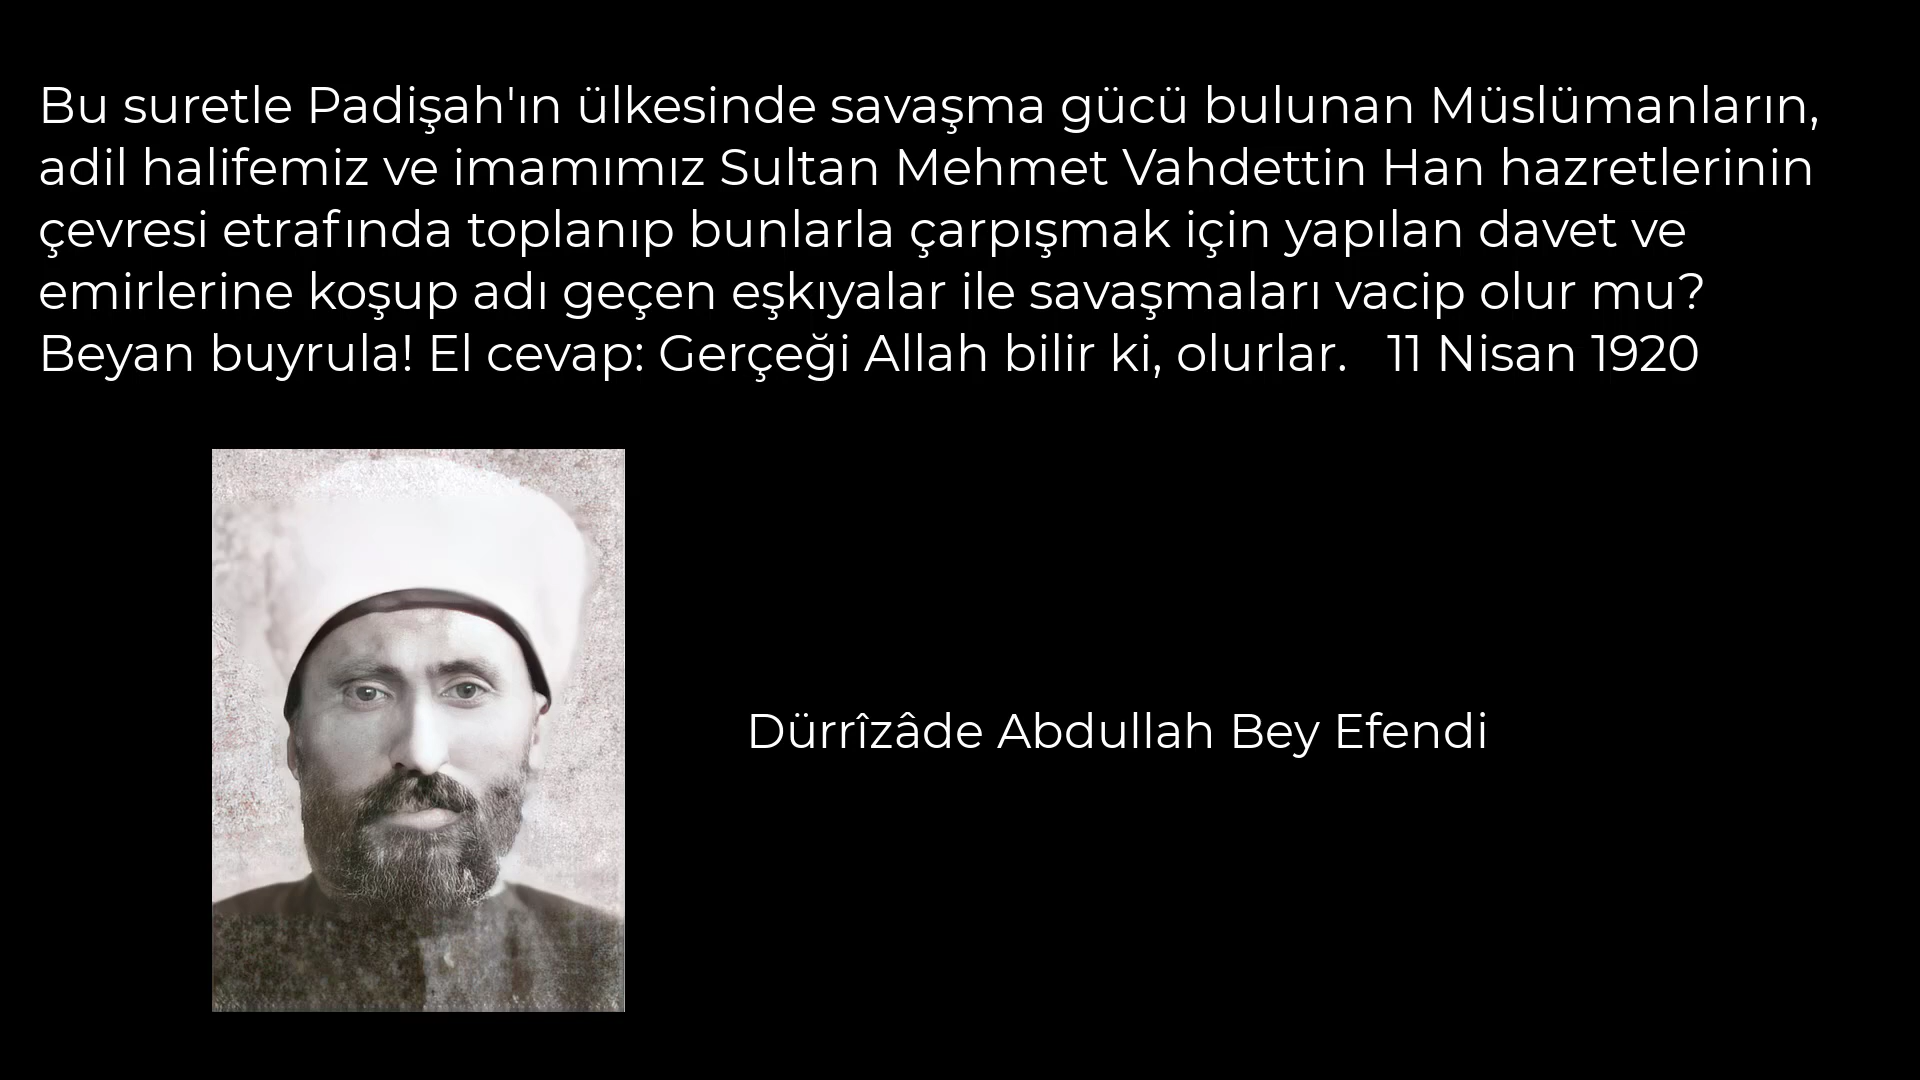 Bu suretle Padişah'ın ülkesinde savaşma gücü bulunan Müslümanların,
adil halifemiz ve imamımız Sultan Mehmet Vahdettin Han hazretlerinin
çevresi etrafında toplanıp bunlarla çarpışmak için yapılan davet ve
emirlerine koşup adı geçen eşkıyalar ile savaşmaları vacip olur mu?
Beyan buyrula! El cevap: Gerçeği Allah bilir ki, olurlar.   11 Nisan 1920
Dürrîzâde Abdullah Bey Efendi